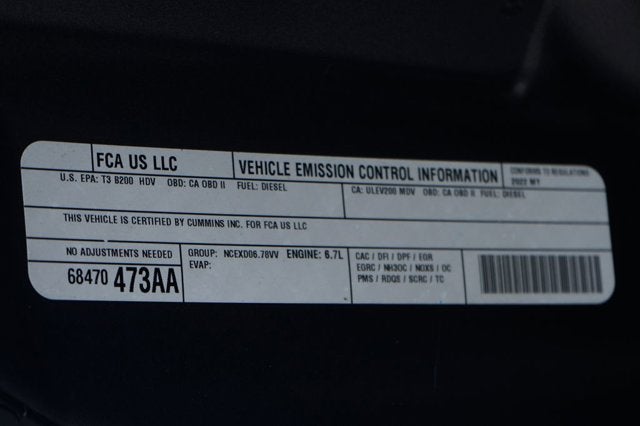 FCA US LLC
VEHICLE EMISSION CONTROL INFORMATION
CONFORMS TO REGULATIONS
2022 MY
U.S. EPA: T3 B200 HDV OBD: CA OBD II FUEL: DIESEL
CA: ULEV200 MDV OBD: CA OBD II FUEL: DIESEL
THIS VEHICLE IS CERTIFIED BY CUMMINS INC. FOR FCA US LLC
NO ADJUSTMENTS NEEDED
68470 473AA
GROUP: NCEXD06.78VV ENGINE: 6.7L
EVAP:
CAC / DFI / DPF / EGR
EGRC / NH3OC / NOXS / OC
PMS / RDQS / SCRC / TC